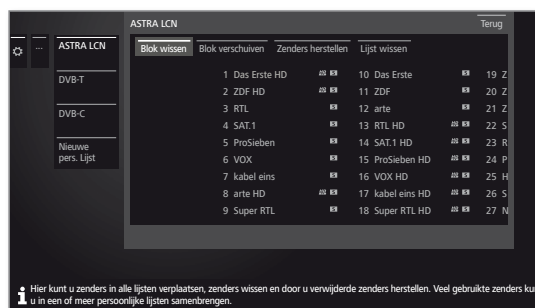 ASTRA LCN Terug
... ASTRA LCN
DVB-T
DVB-C
Nieuwe
pers. Lijst
Blok wissen Blok verschuiven Zenders herstellen Lijst wissen
1 Das Erste HD 10 Das Erste 19 Z
2 ZDF HD 11 ZDF 20 Z
3 RTL 12 arte 21 Z
4 SAT.1 13 RTL HD 22 S
5 ProSieben 14 SAT.1 HD 23 R
6 VOX 15 ProSieben HD 24 P
7 kabel eins 16 VOX HD 25 H
8 arte HD 17 kabel eins HD 26 S
9 Super RTL 18 Super RTL HD 27 N
Hier kunt u zenders in alle lijsten verplaatsen, zenders wissen en door u verwijderde zenders herstellen. Veel gebruikte zenders ku
u in een of meer persoonlijke lijsten samenbrengen.